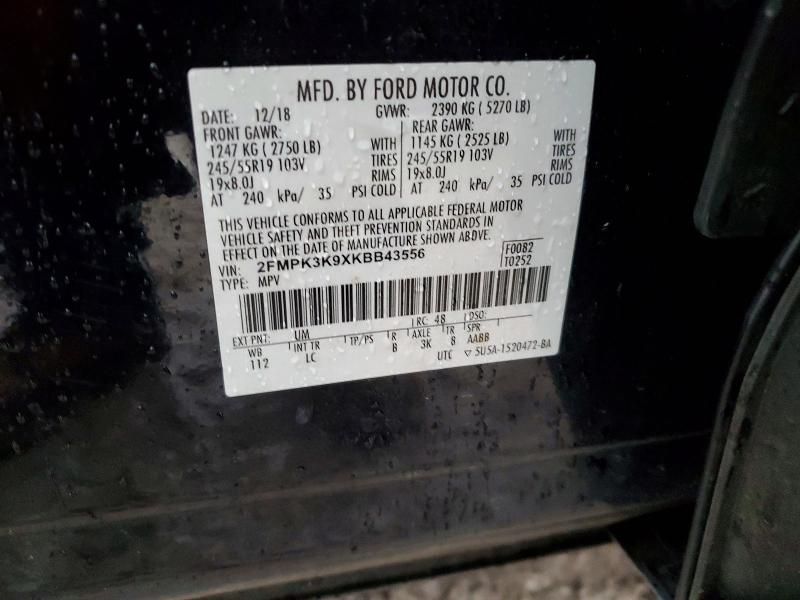 MFD. BY FORD MOTOR CO.
DATE: 12/18 GVWR: 2390 KG ( 5270 LB)
FRONT GAWR: REAR GAWR:
1247 KG ( 2750 LB) WITH 1145 KG ( 2525 LB) WITH
245/55R19 103V TIRES 245/55R19 103V TIRES
19x8.0J RIMS 19x8.0J RIMS
AT 240 kPa/ 35 PSI COLD AT 240 kPa/ 35 PSI COLD
THIS VEHICLE CONFORMS TO ALL APPLICABLE FEDERAL MOTOR
VEHICLE SAFETY AND THEFT PREVENTION STANDARDS IN
EFFECT ON THE DATE OF MANUFACTURE SHOWN ABOVE.
VIN: 2FMPK3K9XKBB43556 F0082
TYPE: MPV T0252
EXT PNT: UM RC: 48 DSO:
WB INT TR TP/PS R AXLE TR SPR
112 LC B 3K 8 AABB
UTC ▽ 5U5A-1520472-BA